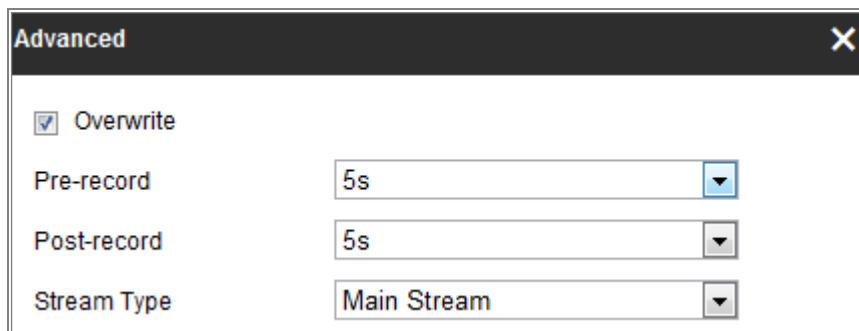 Advanced
Overwrite
Pre-record 5s
Post-record 5s
Stream Type Main Stream